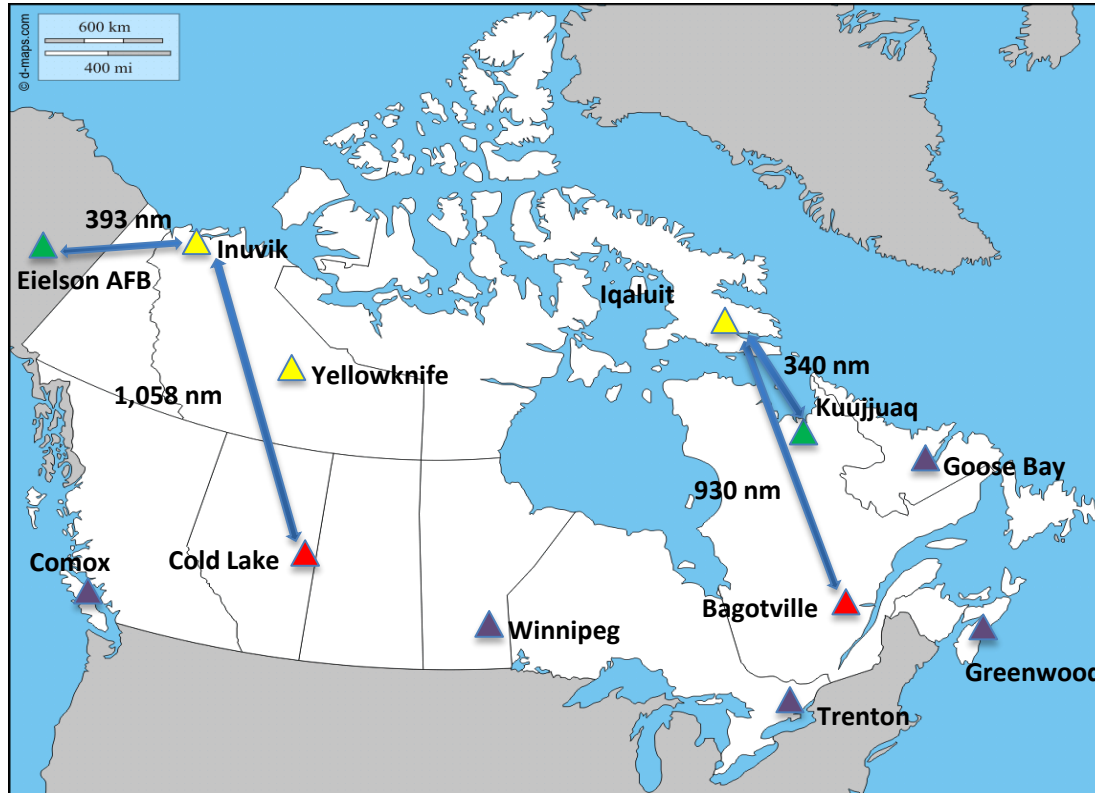 600 km
400 mi
© d-maps.com
393 nm
Inuvik
Eielson AFB
Iqaluit
340 nm
Yellowknife
1,058 nm
Kuujjuaq
Goose Bay
930 nm
Cold Lake
Comox
Bagotville
Winnipeg
Greenwood
Trenton